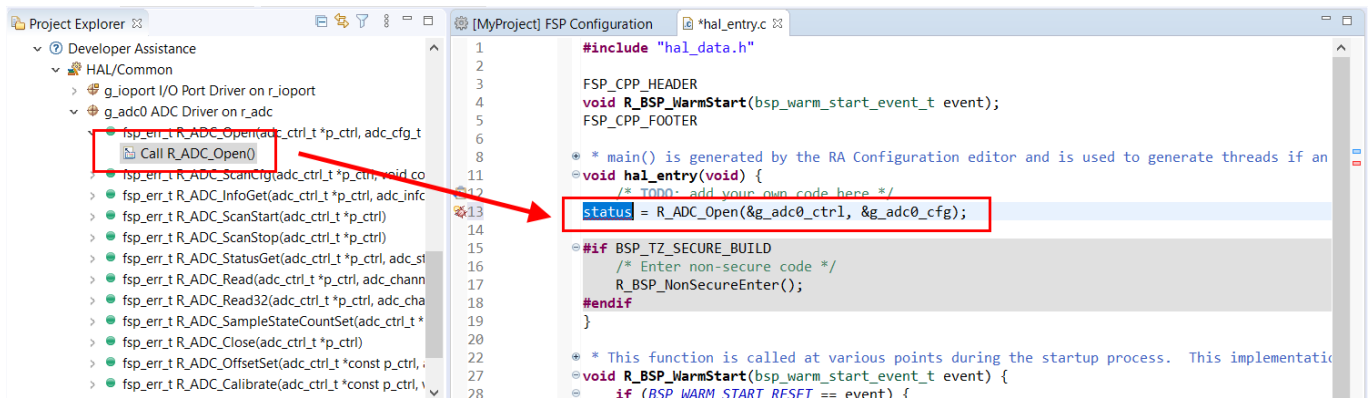 Project Explorer
Developer Assistance
HAL/Common
g_ioport I/O Port Driver on r_ioport
g_adc0 ADC Driver on r_adc
fsp_err_t R_ADC_Open(adc_ctrl_t *p_ctrl, adc_cfg_t
Call R_ADC_Open()
fsp_err_t R_ADC_ScanCfg(adc_ctrl_t *p_ctrl, void co
fsp_err_t R_ADC_InfoGet(adc_ctrl_t *p_ctrl, adc_info
fsp_err_t R_ADC_ScanStart(adc_ctrl_t *p_ctrl)
fsp_err_t R_ADC_ScanStop(adc_ctrl_t *p_ctrl)
fsp_err_t R_ADC_StatusGet(adc_ctrl_t *p_ctrl, adc_st
fsp_err_t R_ADC_Read(adc_ctrl_t *p_ctrl, adc_chann
fsp_err_t R_ADC_Read32(adc_ctrl_t *p_ctrl, adc_cha
fsp_err_t R_ADC_SampleStateCountSet(adc_ctrl_t *
fsp_err_t R_ADC_Close(adc_ctrl_t *p_ctrl)
fsp_err_t R_ADC_OffsetSet(adc_ctrl_t *const p_ctrl,
fsp_err_t R_ADC_Calibrate(adc_ctrl_t *const p_ctrl,
[MyProject] FSP Configuration
*hal_entry.c
1 #include "hal_data.h"
2
3 FSP_CPP_HEADER
4 void R_BSP_WarmStart(bsp_warm_start_event_t event);
5 FSP_CPP_FOOTER
6
8 * main() is generated by the RA Configuration editor and is used to generate threads if an
11 void hal_entry(void) {
12 /* TODO: add your own code here */
13 status = R_ADC_Open(&g_adc0_ctrl, &g_adc0_cfg);
14
15 #if BSP_TZ_SECURE_BUILD
16 /* Enter non-secure code */
17 R_BSP_NonSecureEnter();
18 #endif
19 }
20
22 * This function is called at various points during the startup process.  This implementatio
27 void R_BSP_WarmStart(bsp_warm_start_event_t event) {
28 if (BSP_WARM_START_RESET == event) {